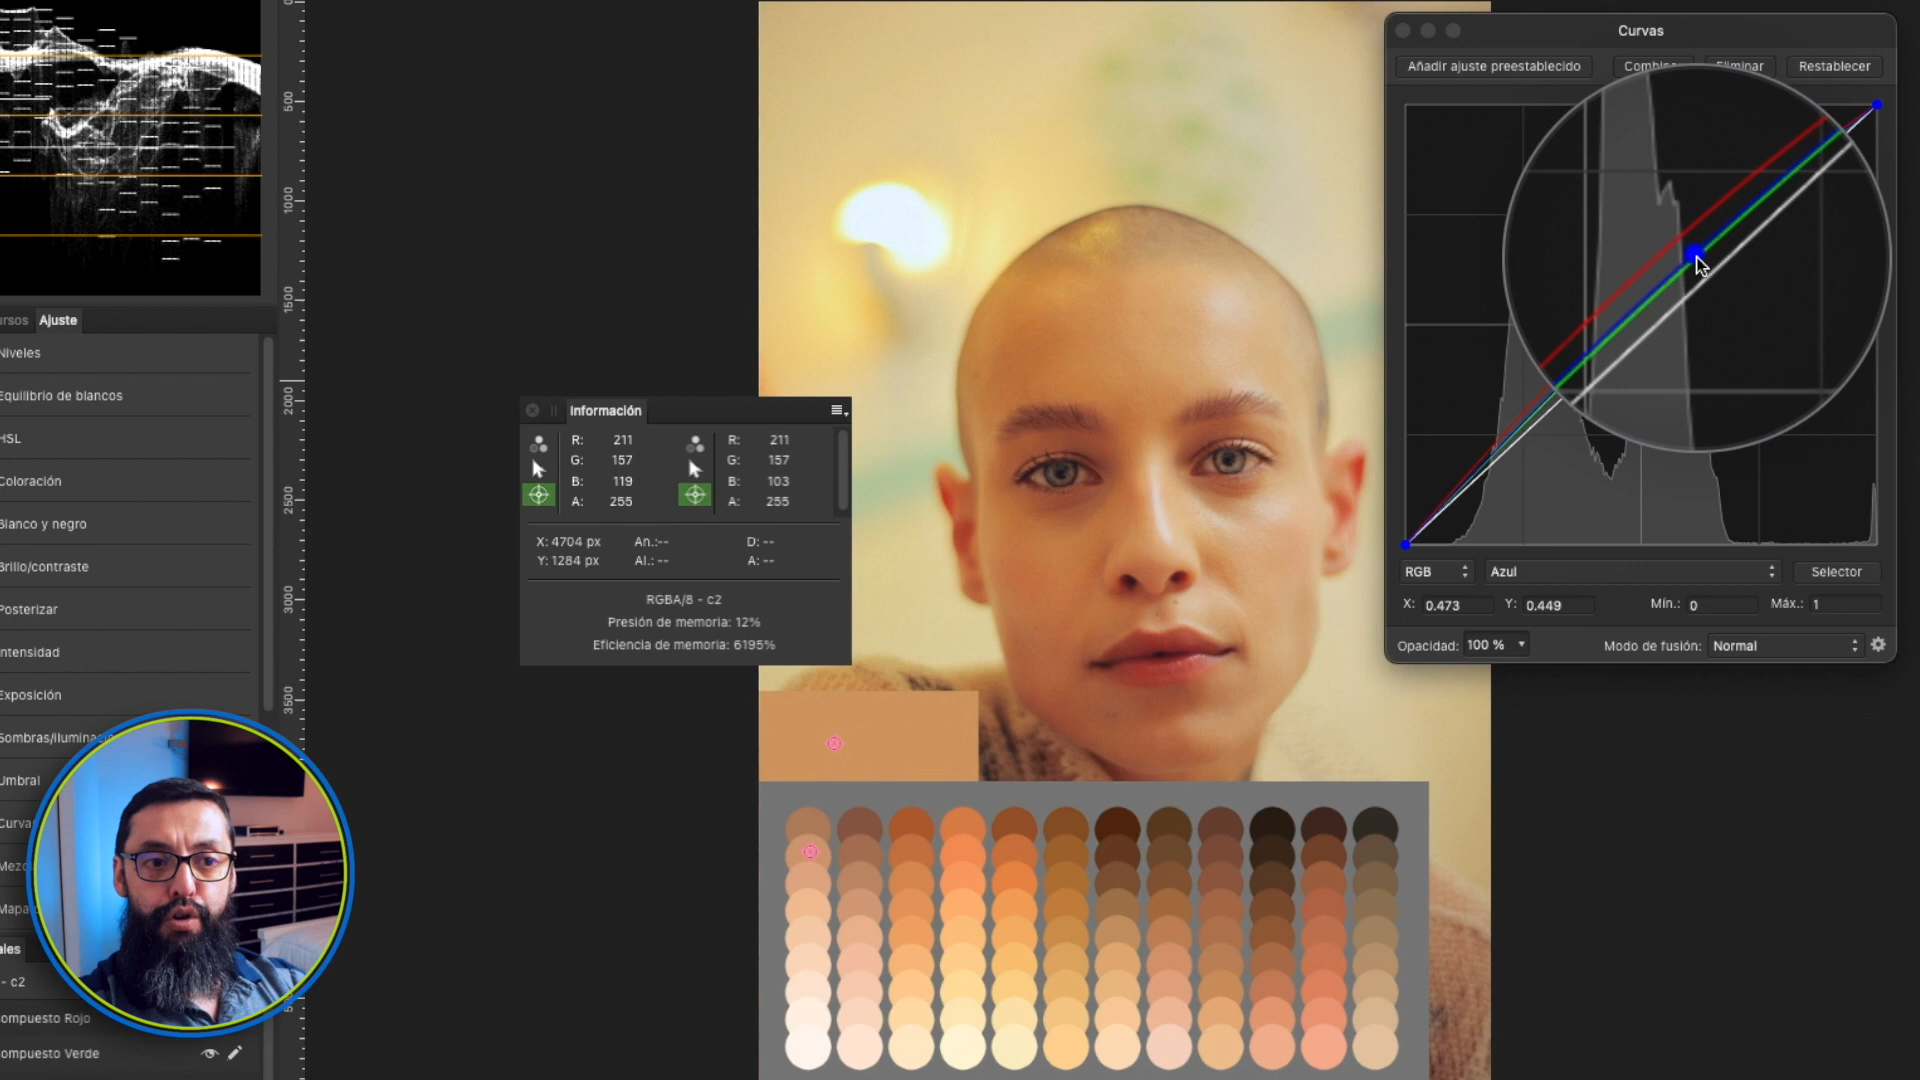 Curvas
Añadir ajuste preestablecido
Eliminar
Restablecer
0
500
1000
1500
2000
2500
3000
3500
Ajuste
Niveles
Equilibrio de blancos
HSL
Coloración
Blanco y negro
Brillo/contraste
Posterizar
Intensidad
Exposición
Umbral
Información
R: 211
G: 157
B: 119
A: 255
R: 211
G: 157
B: 103
A: 255
X: 4704 px An.:-- D: --
Y: 1284 px Al.: -- A: --
RGBA/8 - c2
Presión de memoria: 12%
Eficiencia de memoria: 6195%
RGB Azul Selector
X: 0.473 Y: 0.449 Mín.: 0 Máx.: 1
Opacidad: 100 % Modo de fusión: Normal
- c2
ompuesto Rojo
ompuesto Verde